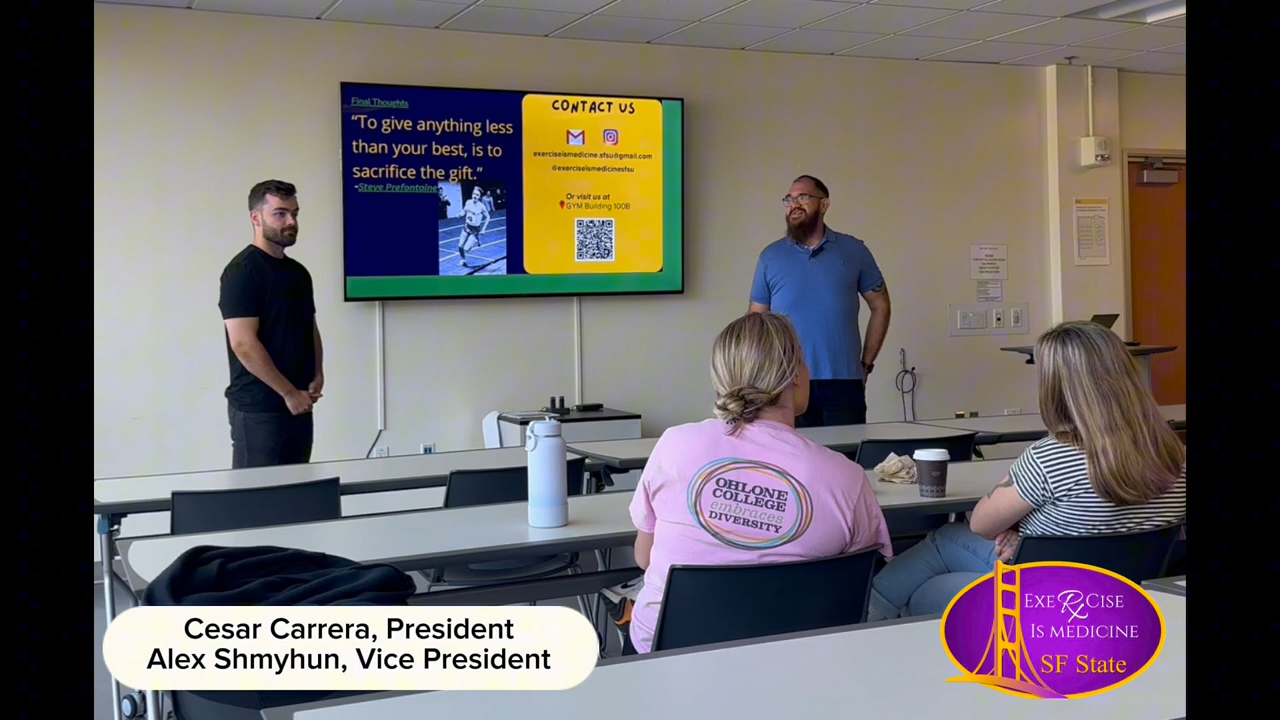 Final Thoughts
“To give anything less
than your best, is to
sacrifice the gift.”
-Steve Prefontaine
CONTACT US
exerciseismedicine.sfsu@gmail.com
@exerciseismedicinesfsu
Or visit us at
GYM Building 100B
OHLONE
COLLEGE
embraces
DIVERSITY
Cesar Carrera, President
Alex Shmyhun, Vice President
EXERCISE
IS MEDICINE
SF State